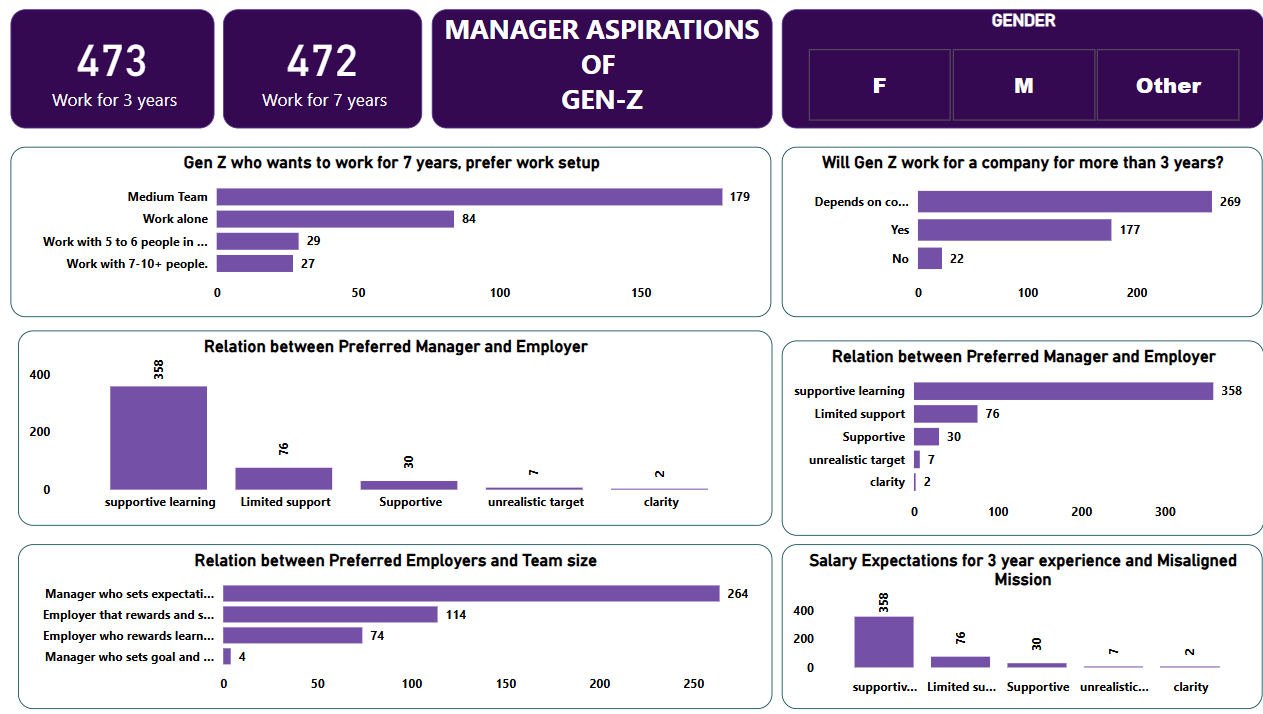 473
Work for 3 years
472
Work for 7 years
MANAGER ASPIRATIONS
OF
GEN-Z
GENDER
F
M
Other
Gen Z who wants to work for 7 years, prefer work setup
Medium Team
179
Work alone
84
Work with 5 to 6 people in ...
29
Work with 7-10+ people.
27
0
50
100
150
Will Gen Z work for a company for more than 3 years?
Depends on co...
269
Yes
177
No
22
0
100
200
Relation between Preferred Manager and Employer
400
200
0
358
76
30
7
2
supportive learning
Limited support
Supportive
unrealistic target
clarity
Relation between Preferred Manager and Employer
supportive learning
358
Limited support
76
Supportive
30
unrealistic target
7
clarity
2
0
100
200
300
Relation between Preferred Employers and Team size
Manager who sets expectati...
264
Employer that rewards and s...
114
Employer who rewards learn...
74
Manager who sets goal and ...
4
0
50
100
150
200
250
Salary Expectations for 3 year experience and Misaligned
Mission
400
200
0
358
76
30
7
2
supportiv...
Limited su...
Supportive
unrealistic...
clarity